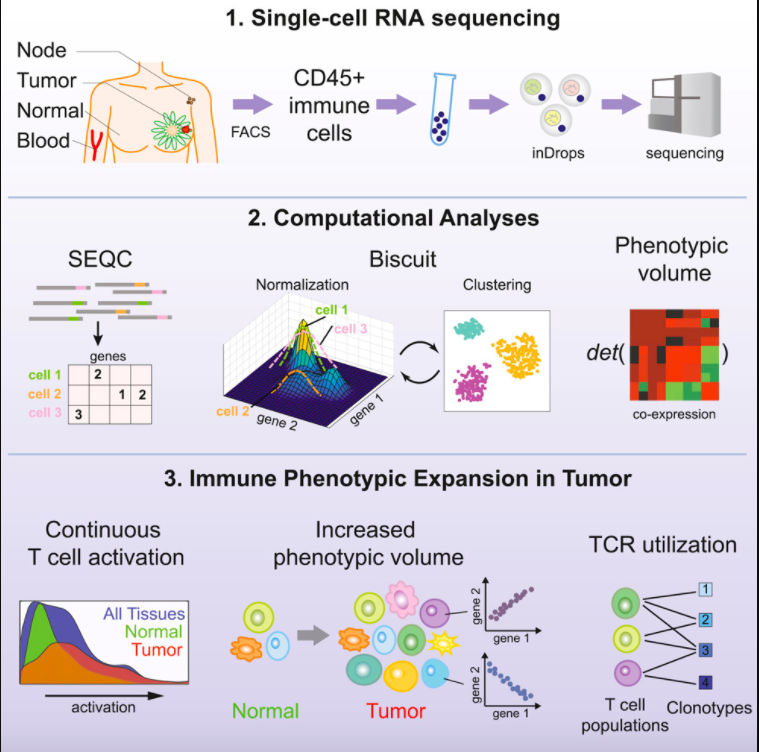 1. Single-cell RNA sequencing
Node
Tumor
Normal
Blood
FACS
CD45+
immune
cells
inDrops
sequencing
2. Computational Analyses
SEQC
genes
cell 1
2
cell 2
1 2
cell 3
3
Biscuit
Normalization
cell 1
cell 3
cell 2
gene 2
gene 1
Clustering
Phenotypic
volume
det( )
co-expression
3. Immune Phenotypic Expansion in Tumor
Continuous
T cell activation
All Tissues
Normal
Tumor
activation
Increased
phenotypic volume
Normal
Tumor
gene 2
gene 1
gene 2
gene 1
TCR utilization
1
2
3
4
T cell
populations
Clonotypes